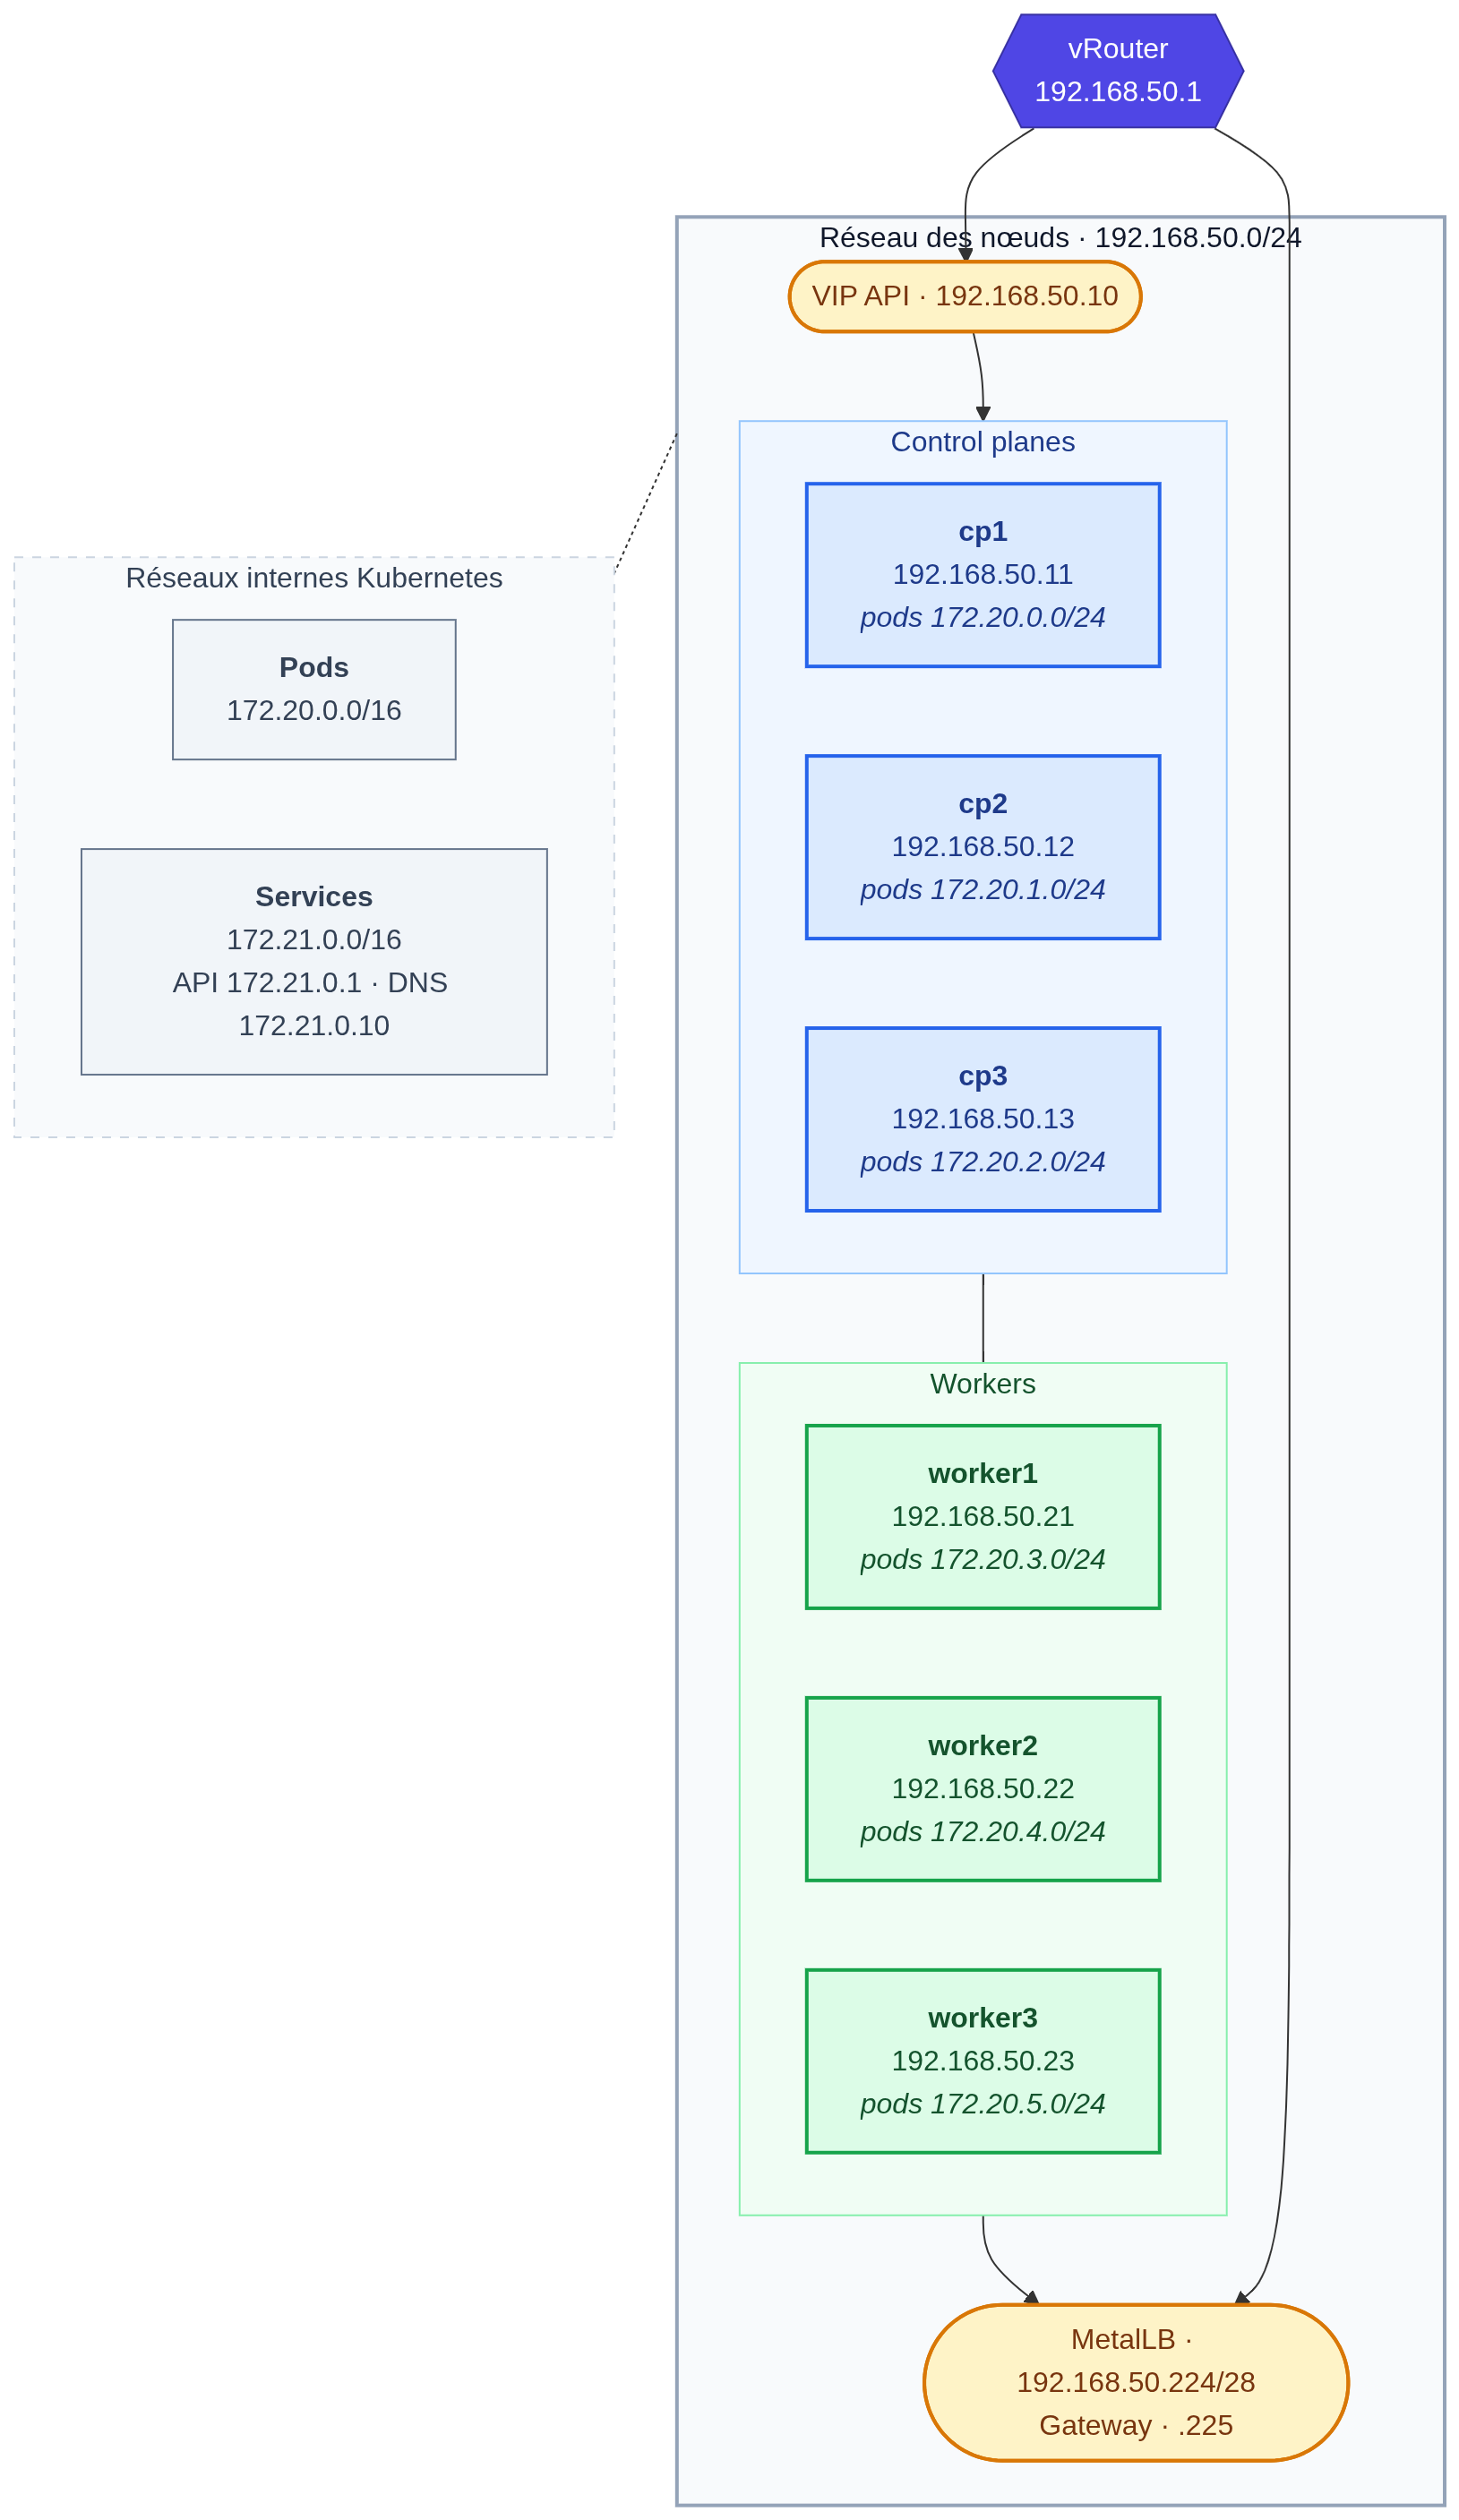 vRouter
192.168.50.1
Réseau des nœuds · 192.168.50.0/24
VIP API · 192.168.50.10
Control planes
cp1
192.168.50.11
pods 172.20.0.0/24
cp2
192.168.50.12
pods 172.20.1.0/24
cp3
192.168.50.13
pods 172.20.2.0/24
Réseaux internes Kubernetes
Pods
172.20.0.0/16
Services
172.21.0.0/16
API 172.21.0.1 · DNS
172.21.0.10
Workers
worker1
192.168.50.21
pods 172.20.3.0/24
worker2
192.168.50.22
pods 172.20.4.0/24
worker3
192.168.50.23
pods 172.20.5.0/24
MetalLB ·
192.168.50.224/28
Gateway · .225